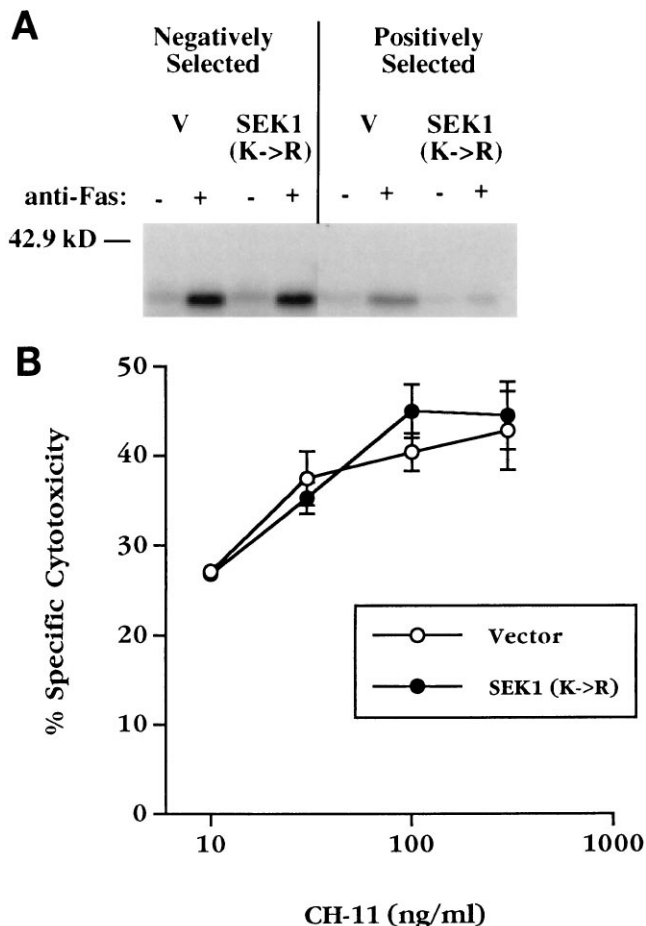 A
Negatively Selected
Positively Selected
V
SEK1 (K->R)
V
SEK1 (K->R)
anti-Fas: - + - + - + - +
42.9 kD —
B
50
40
30
20
10
0
% Specific Cytotoxicity
Vector
SEK1 (K->R)
10 100 1000
CH-11 (ng/ml)